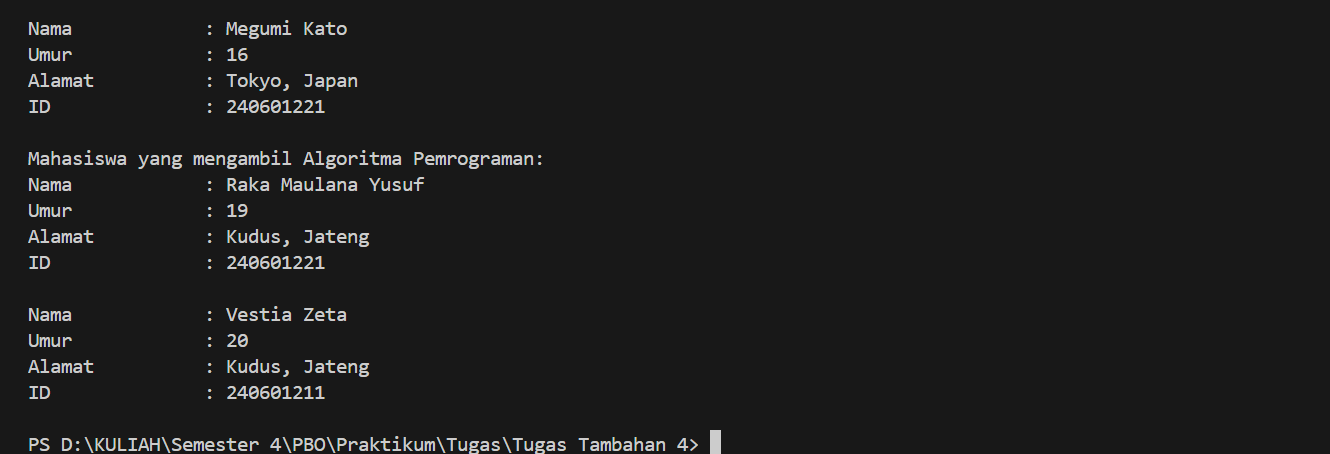 Nama            : Megumi Kato
Umur            : 16
Alamat          : Tokyo, Japan
ID              : 240601221
Mahasiswa yang mengambil Algoritma Pemrograman:
Nama            : Raka Maulana Yusuf
Umur            : 19
Alamat          : Kudus, Jateng
ID              : 240601221
Nama            : Vestia Zeta
Umur            : 20
Alamat          : Kudus, Jateng
ID              : 240601211
PS D:\KULIAH\Semester 4\PBO\Praktikum\Tugas\Tugas Tambahan 4>